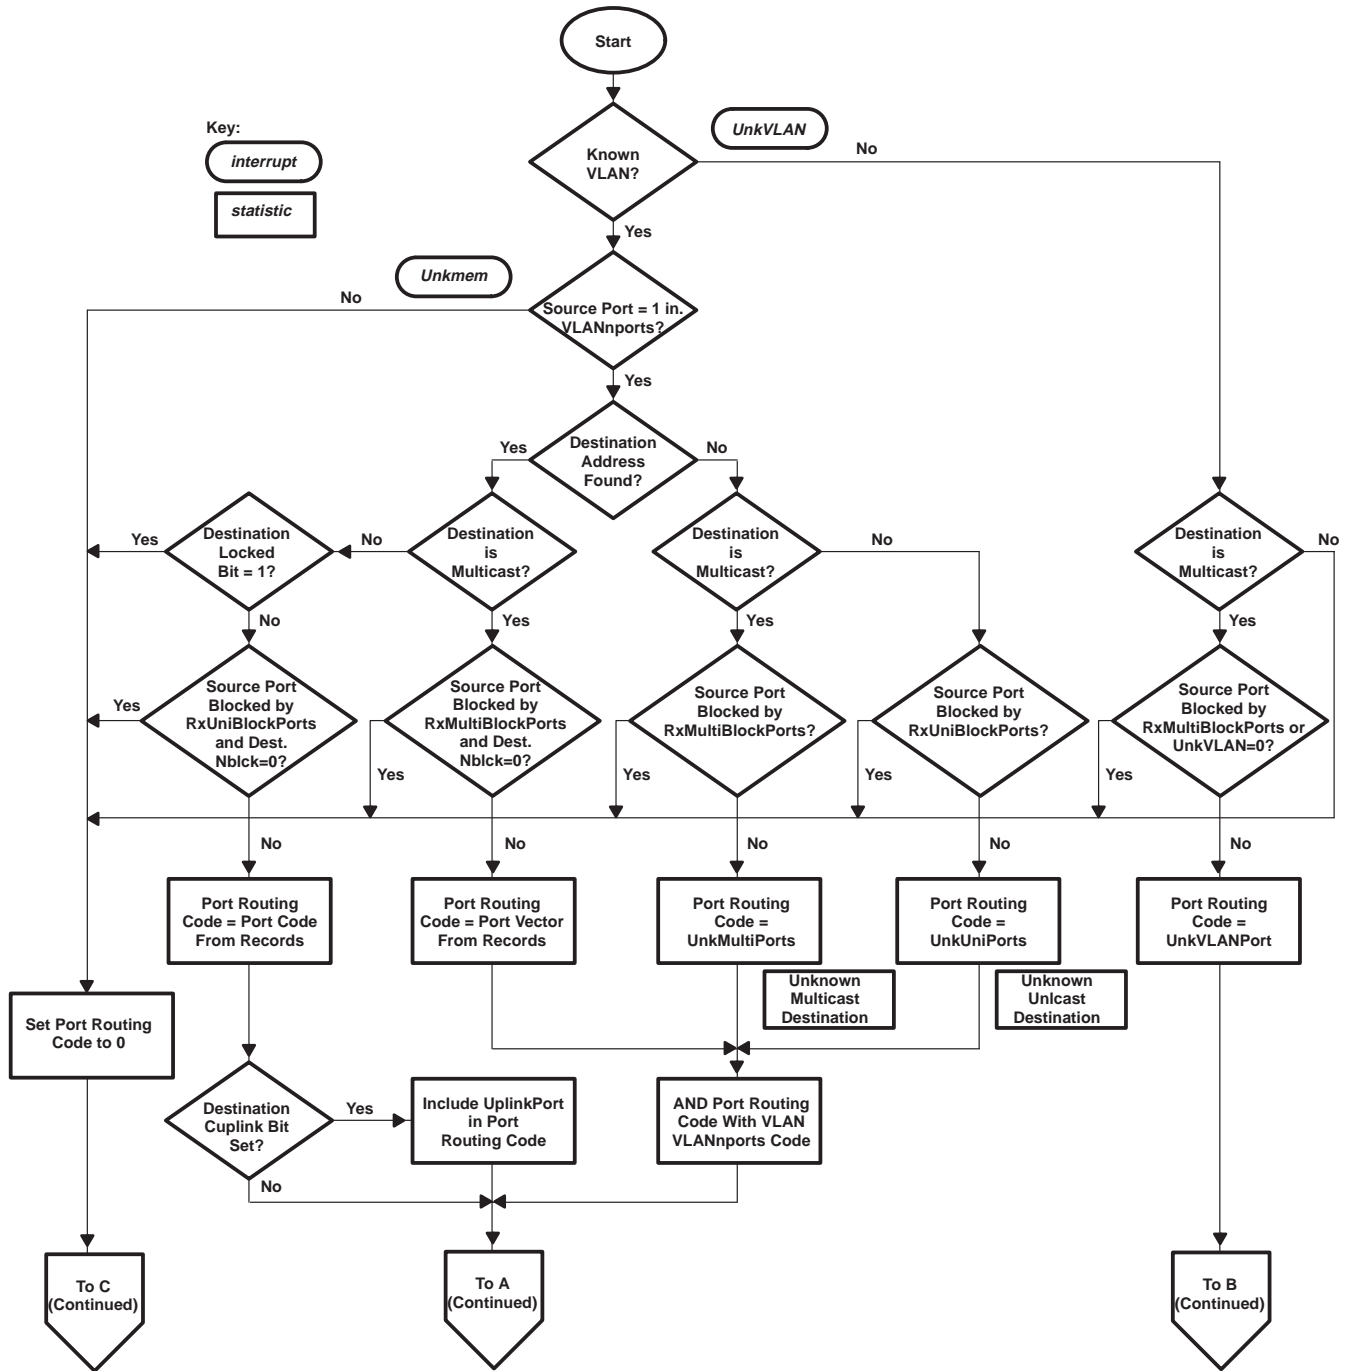 Start
UnkVLAN
Key:
interrupt
statistic
Known
VLAN?
No
Yes
Unkmem
No
Source Port = 1 in.
VLANnports?
Yes
Destination
Address
Found?
Yes
No
Yes
Destination
Locked
Bit = 1?
No
Destination
is
Multicast?
Destination
is
Multicast?
No
Destination
is
Multicast?
No
No
Yes
Yes
Yes
Yes
Source Port
Blocked by
RxUniBlockPorts
and Dest.
Nblck=0?
Source Port
Blocked by
RxMultiBlockPorts
and Dest.
Nblck=0?
Source Port
Blocked by
RxMultiBlockPorts?
Source Port
Blocked by
RxUniBlockPorts?
Source Port
Blocked by
RxMultiBlockPorts or
UnkVLAN=0?
Yes
Yes
Yes
Yes
No
No
No
No
No
Port Routing
Code = Port Code
From Records
Port Routing
Code = Port Vector
From Records
Port Routing
Code =
UnkMultiPorts
Port Routing
Code =
UnkUniPorts
Port Routing
Code =
UnkVLANPort
Unknown
Multicast
Destination
Unknown
Unlcast
Destination
Set Port Routing
Code to 0
Destination
Cuplink Bit
Set?
Yes
Include UplinkPort
in Port
Routing Code
AND Port Routing
Code With VLAN
VLANnports Code
No
To C
(Continued)
To A
(Continued)
To B
(Continued)